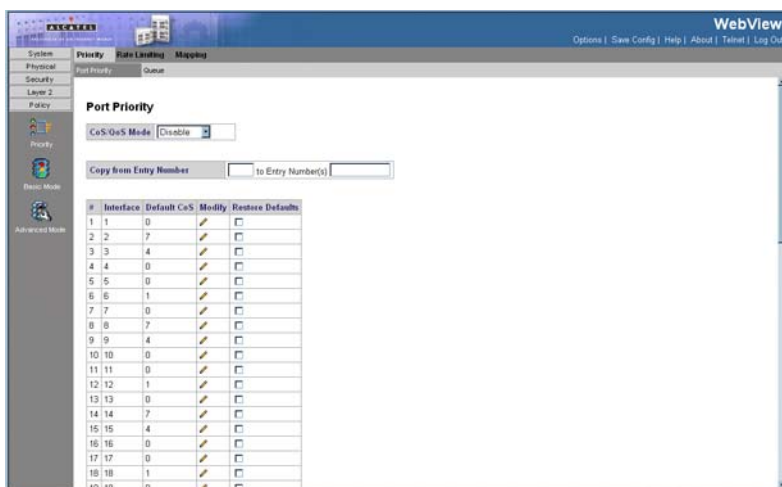 ALCATEL
WebView
Options | Save Config | Help | About | Telnet | Log Ou
System
Physical
Security
Layer 2
Policy
Priority
Basic Mode
Advanced Mode
Priority Rate Limiting Mapping
Port Priority Queue
Port Priority
CoS/QoS Mode Disable
Copy from Entry Number to Entry Number(s)
# Interface Default CoS Modify Restore Defaults
1 1 0
2 2 7
3 3 4
4 4 0
5 5 0
6 6 1
7 7 0
8 8 7
9 9 4
10 10 0
11 11 0
12 12 1
13 13 0
14 14 7
15 15 4
16 16 0
17 17 0
18 18 1